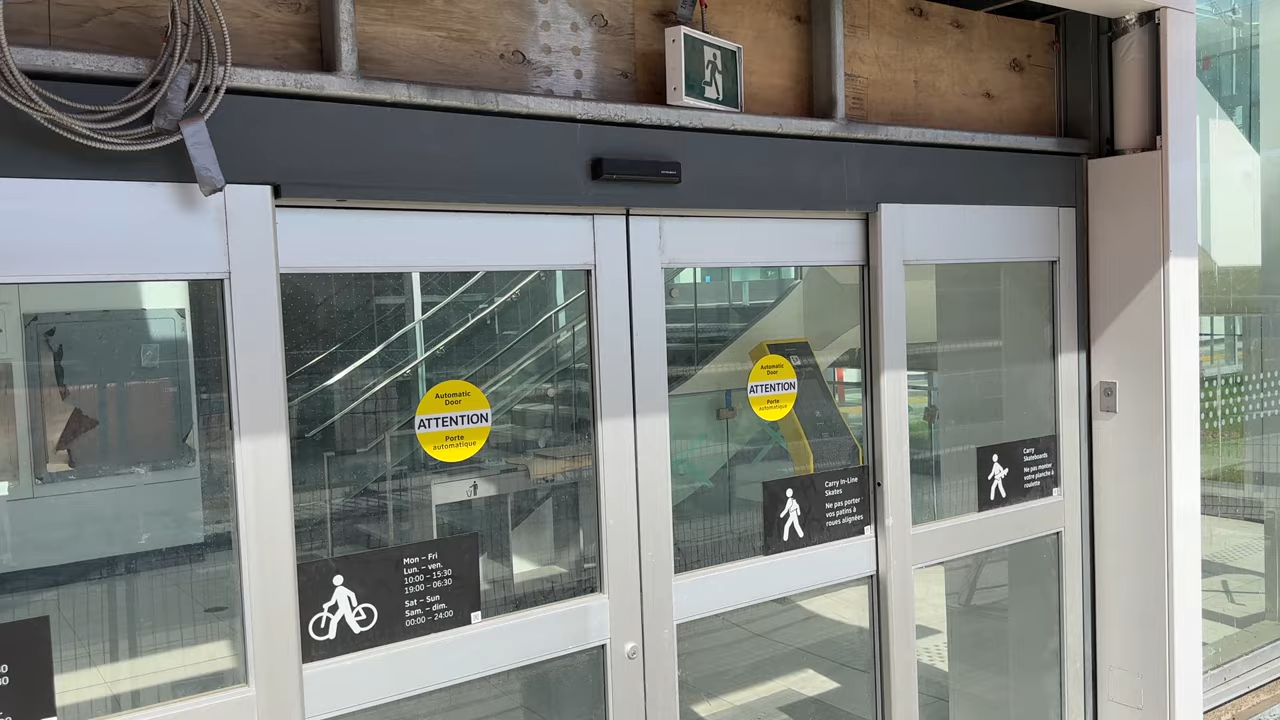 Automatic
Door
ATTENTION
Porte
automatique
Automatic
Door
ATTENTION
Porte
automatique
Mon – Fri
Lun. – ven.
10:00 – 15:30
19:00 – 06:30
Sat – Sun
Sam. – dim.
00:00 – 24:00
Carry In-Line
Skates
Ne pas porter
vos patins à
roues alignées
Carry
Skateboards
Ne pas monter
votre planche à
roulette